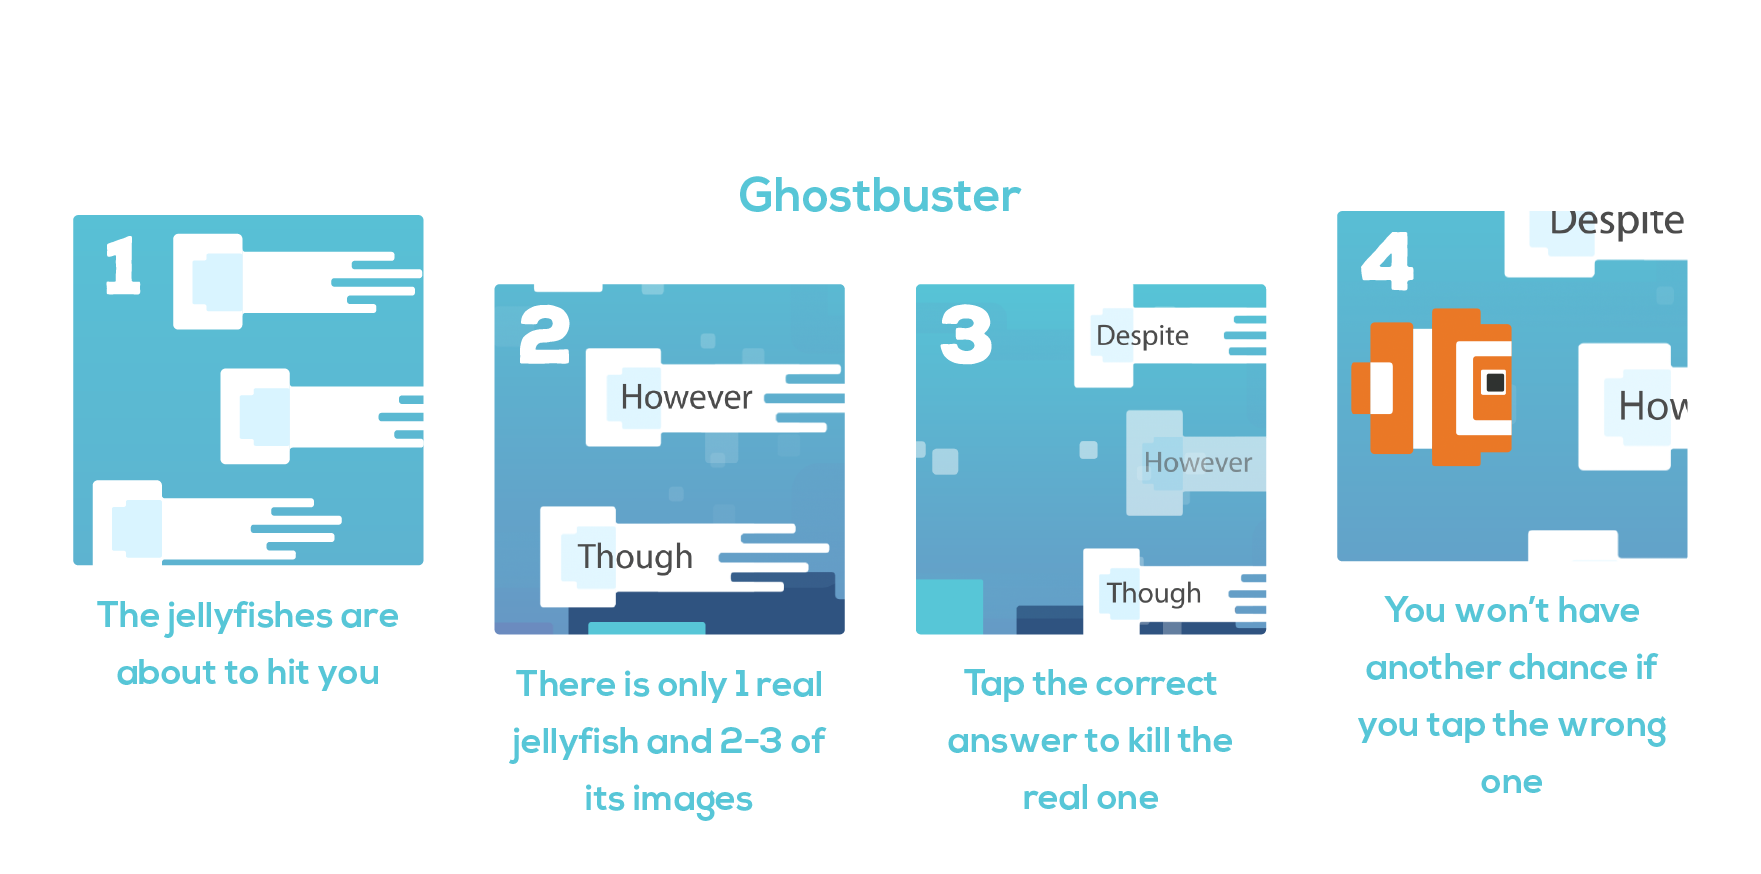 Ghostbuster
1
The jellyfishes are
about to hit you
2
However
Though
There is only 1 real
jellyfish and 2-3 of
its images
3
Despite
However
Though
Tap the correct
answer to kill the
real one
4
Despite
How
You won't have
another chance if
you tap the wrong
one